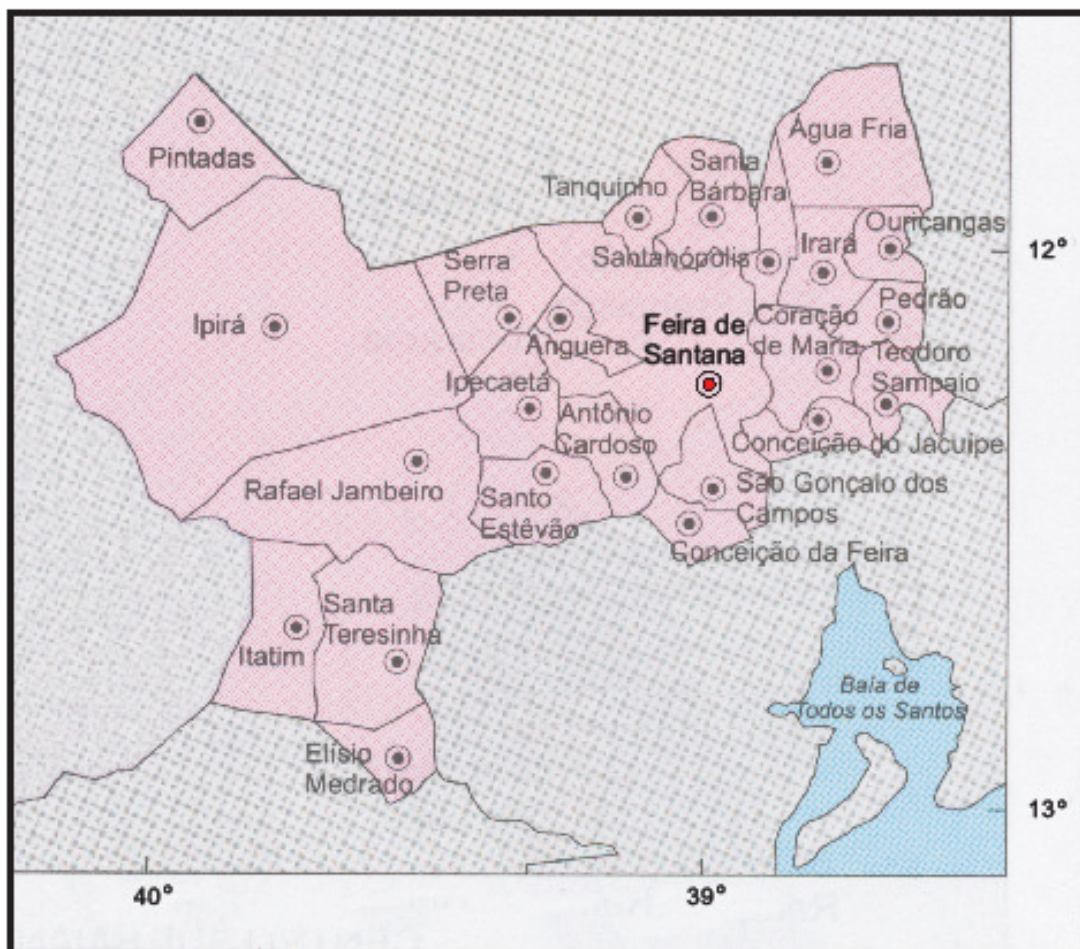 Água Fria
Pintadas
Santa
Bárbara
Tanquinho
Ouriçangas
Santanópolis
Irará
12°
Serra
Preta
Pedrão
Ipirá
Coração
de Maria
Feira de
Santana
Anguera
Teodoro
Sampaio
Ipecaetá
Antônio
Cardoso
Conceição do Jacuipe
Rafael Jambeiro
Santo
Estêvão
São Gonçalo dos
Campos
Conceição da Feira
Santa
Teresinha
Itatim
Baia de
Todos os Santos
Elísio
Medrado
13°
40°
39°